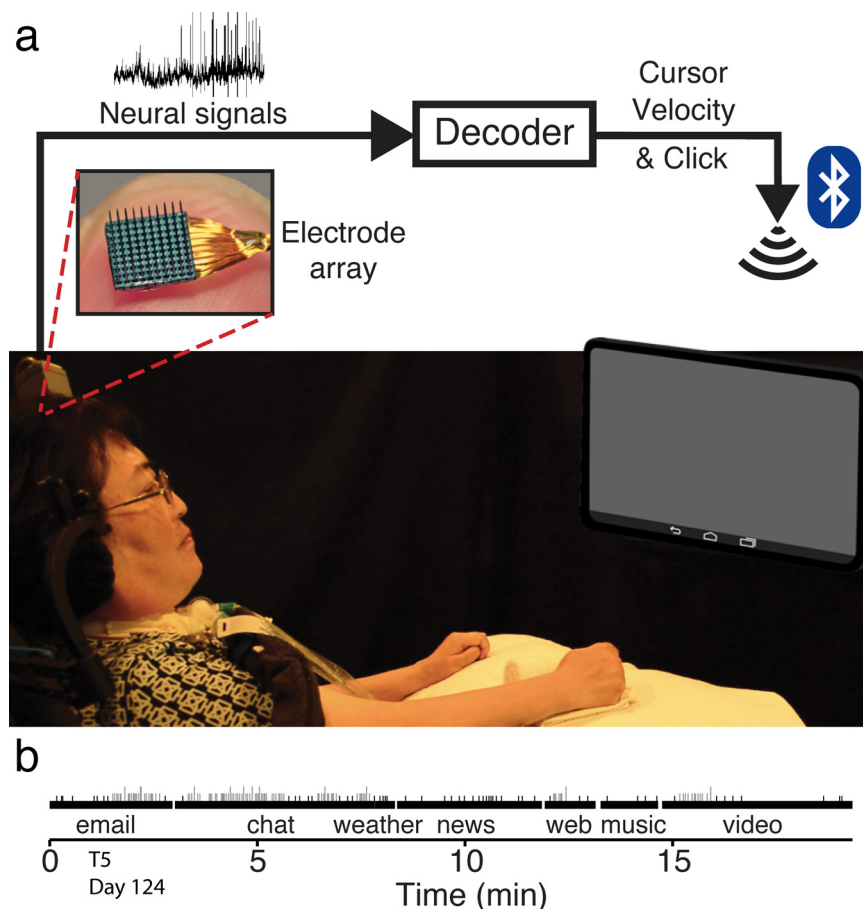 a
Neural signals
Decoder
Cursor
Velocity
& Click
Electrode
array
b
email chat weather news web music video
0 5 10 15
T5
Day 124
Time (min)